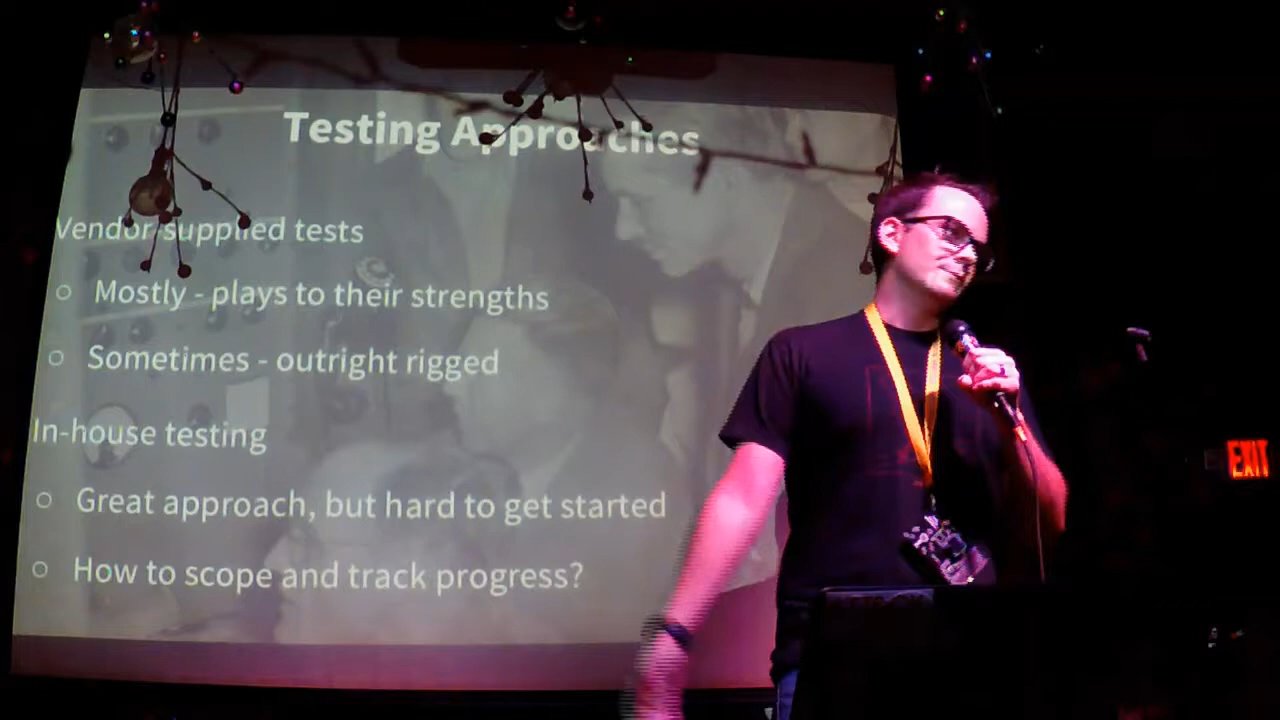 Testing Approaches
Vendor-supplied tests
○ Mostly - plays to their strengths
○ Sometimes - outright rigged
In-house testing
○ Great approach, but hard to get started
○ How to scope and track progress?
EXIT